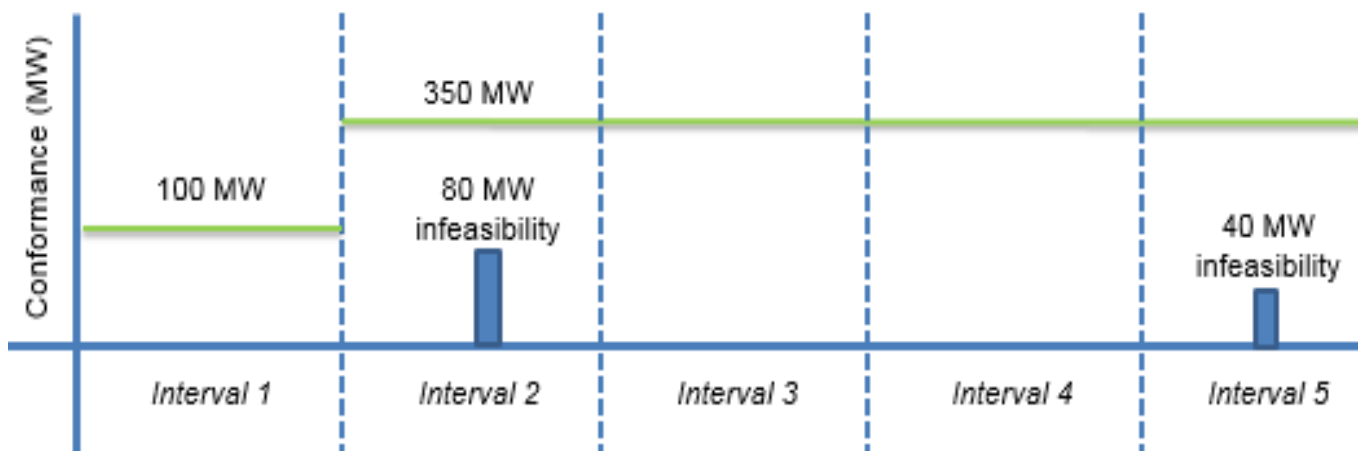 Conformance (MW)
350 MW
100 MW
80 MW
infeasibility
40 MW
infeasibility
Interval 1
Interval 2
Interval 3
Interval 4
Interval 5